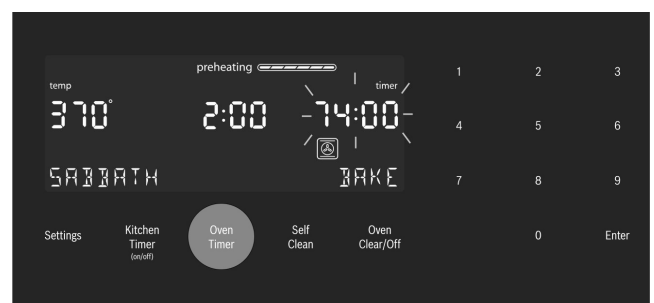 preheating
temp
timer
370°
2:00
74:00
SABBATH
BAKE
1 2 3
4 5 6
7 8 9
0 Enter
Settings
Kitchen
Timer
(on/off)
Oven
Timer
Self
Clean
Oven
Clear/Off